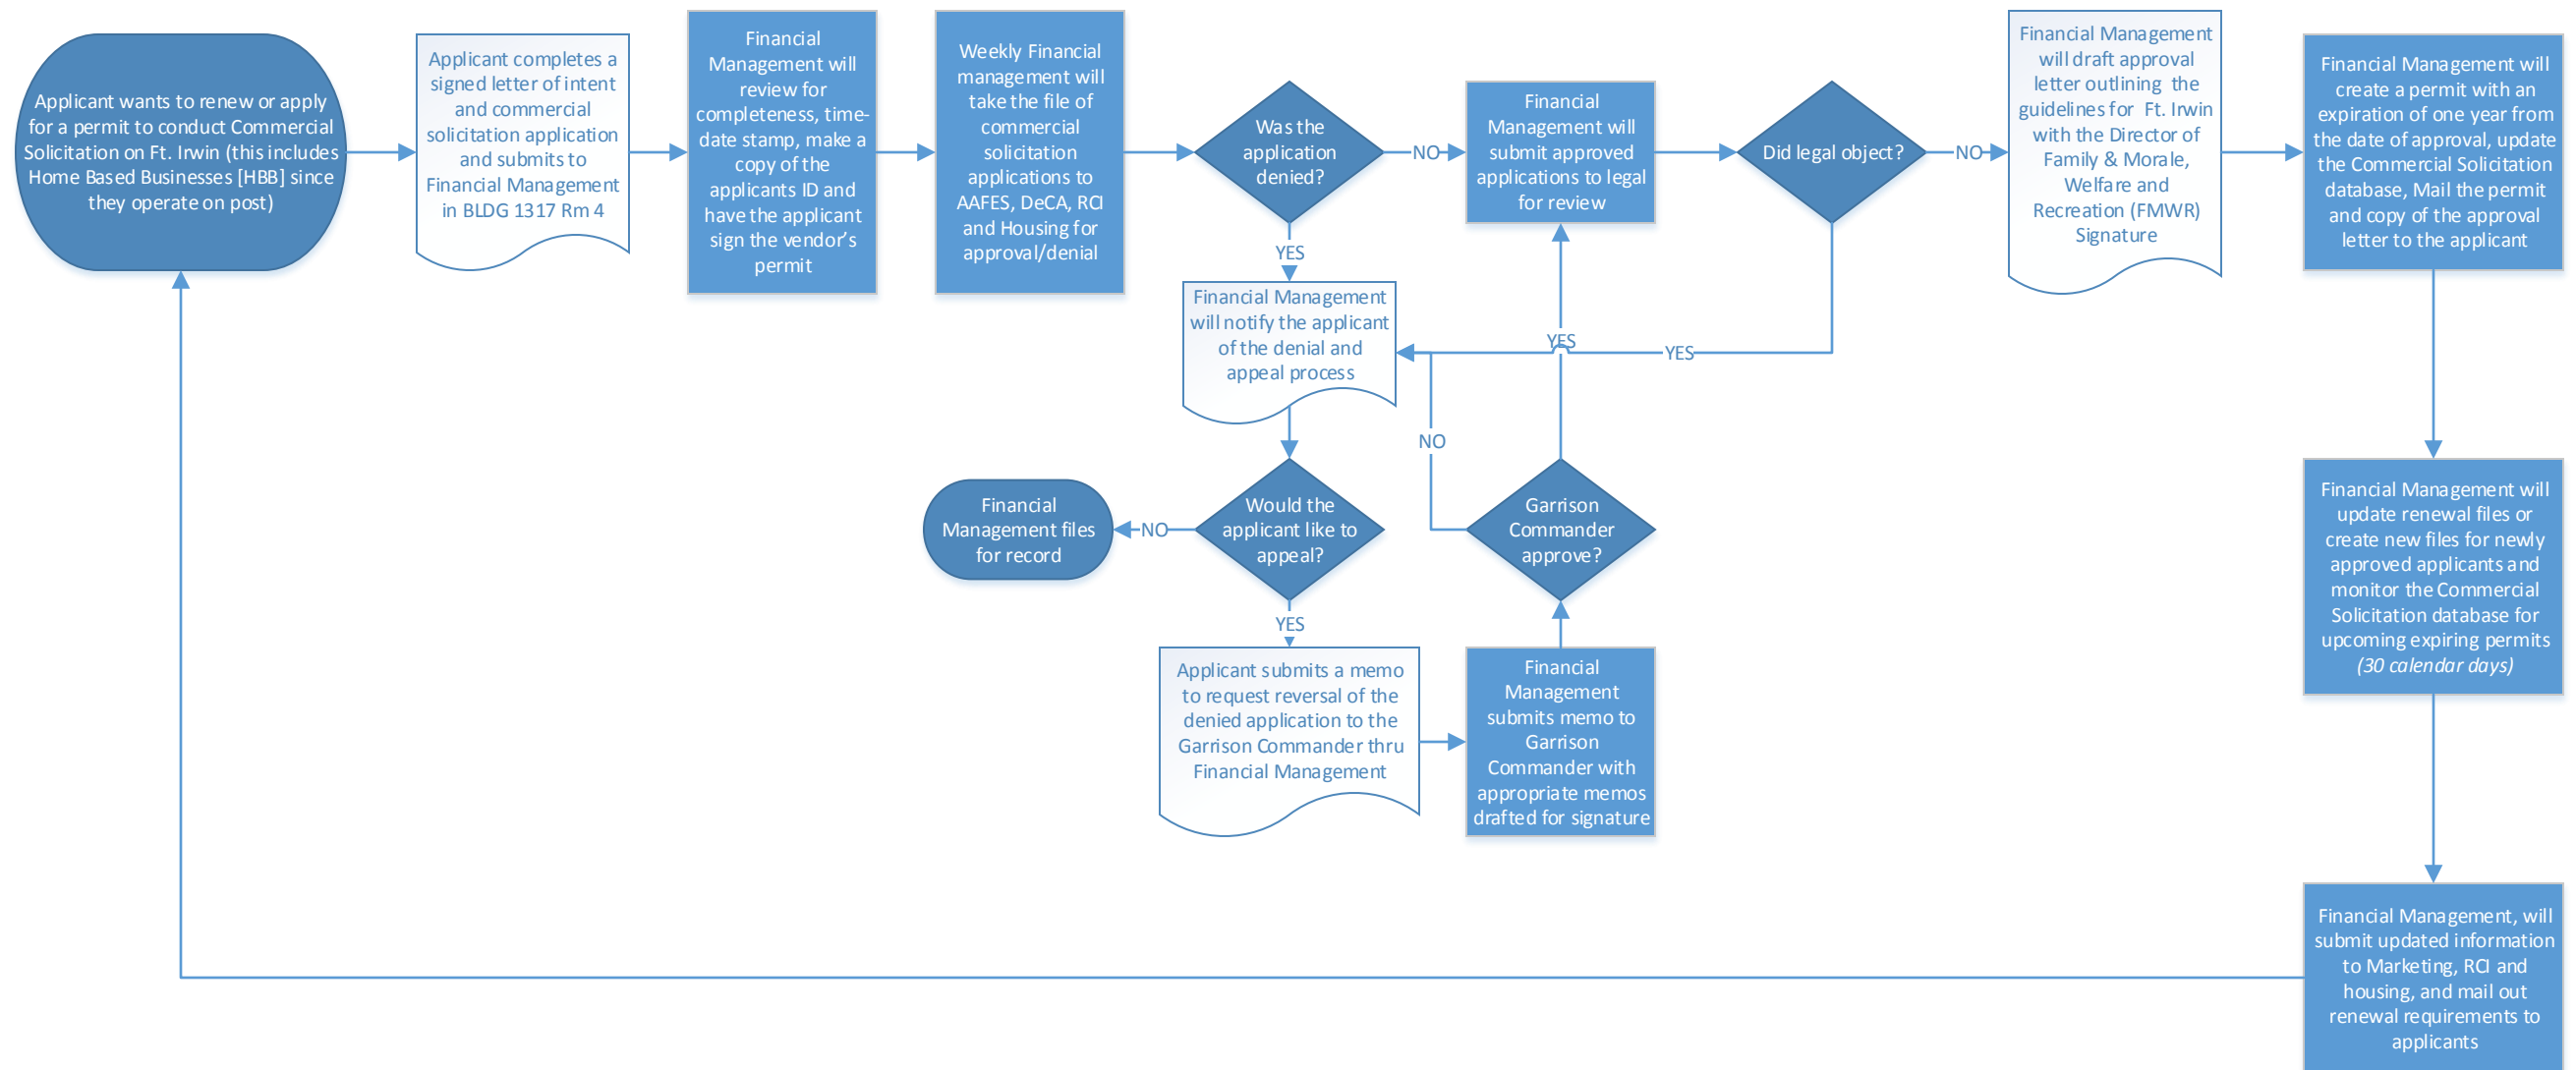 Applicant wants to renew or apply
for a permit to conduct Commercial
Solicitation on Ft. Irwin (this includes
Home Based Businesses [HBB] since
they operate on post)
Applicant completes a
signed letter of intent
and commercial
solicitation application
and submits to
Financial Management
in BLDG 1317 Rm 4
Financial
Management will
review for
completeness, time-
date stamp, make a
copy of the
applicants ID and
have the applicant
sign the vendor’s
permit
Weekly Financial
management will
take the file of
commercial
solicitation
applications to
AAFES, DeCA, RCI
and Housing for
approval/denial
Was the
application
denied?
NO
Financial
Management will
submit approved
applications to legal
for review
Did legal object?
NO
Financial Management
will draft approval
letter outlining the
guidelines for Ft. Irwin
with the Director of
Family & Morale,
Welfare and
Recreation (FMWR)
Signature
Financial Management will
create a permit with an
expiration of one year from
the date of approval, update
the Commercial Solicitation
database, Mail the permit
and copy of the approval
letter to the applicant
YES
Financial Management
will notify the applicant
of the denial and
appeal process
YES
YES
NO
Financial
Management files
for record
NO
Would the
applicant like to
appeal?
Garrison
Commander
approve?
Financial Management will
update renewal files or
create new files for newly
approved applicants and
monitor the Commercial
Solicitation database for
upcoming expiring permits
(30 calendar days)
YES
Applicant submits a memo
to request reversal of the
denied application to the
Garrison Commander thru
Financial Management
Financial
Management
submits memo to
Garrison
Commander with
appropriate memos
drafted for signature
Financial Management, will
submit updated information
to Marketing, RCI and
housing, and mail out
renewal requirements to
applicants